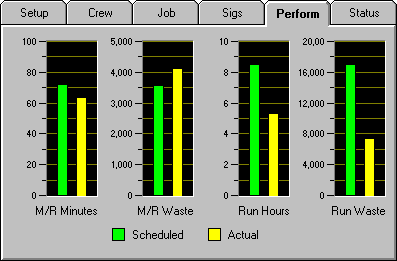 Setup Crew Job Sigs Perform Status
100 5,000 10 20,000
80 4,000 8 16,000
60 3,000 6 12,000
40 2,000 4 8,000
20 1,000 2 4,000
0 0 0 0
M/R Minutes M/R Waste Run Hours Run Waste
Scheduled Actual